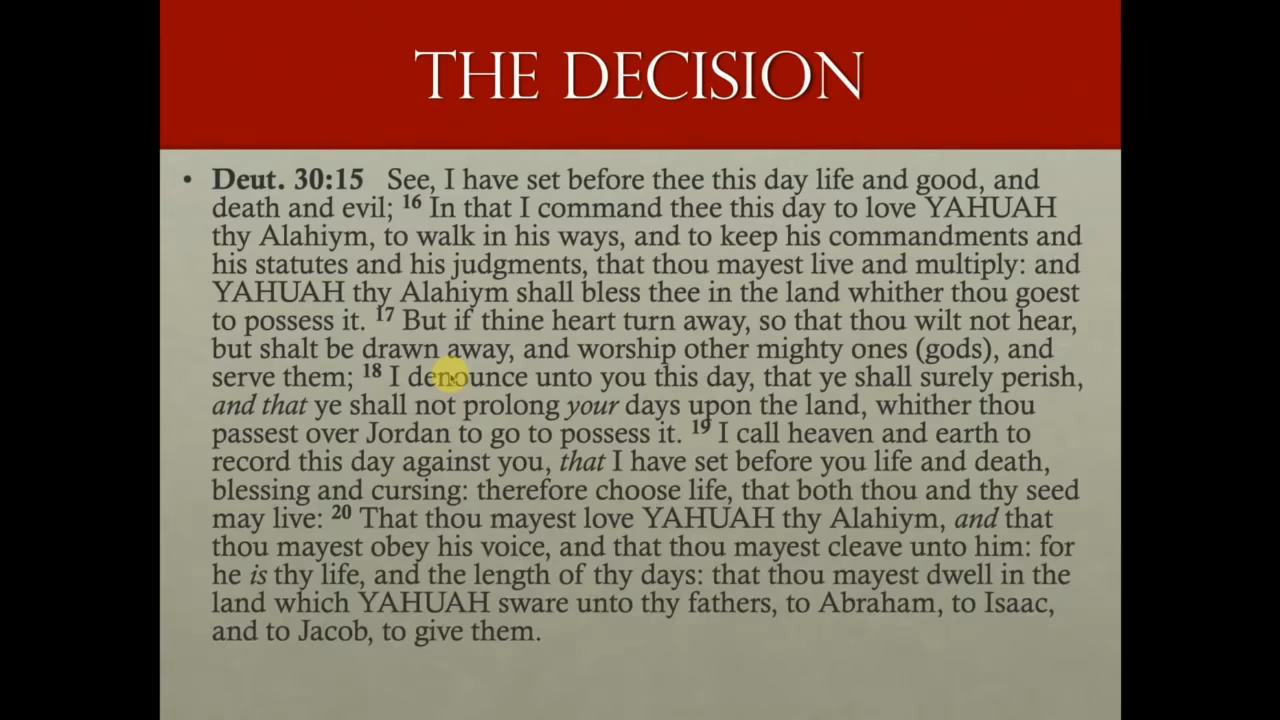 THE DECISION
• Deut. 30:15 See, I have set before thee this day life and good, and
death and evil; 16 In that I command thee this day to love YAHUAH
thy Alahiym, to walk in his ways, and to keep his commandments and
his statutes and his judgments, that thou mayest live and multiply: and
YAHUAH thy Alahiym shall bless thee in the land whither thou goest
to possess it. 17 But if thine heart turn away, so that thou wilt not hear,
but shalt be drawn away, and worship other mighty ones (gods), and
serve them; 18 I denounce unto you this day, that ye shall surely perish,
and that ye shall not prolong your days upon the land, whither thou
passest over Jordan to go to possess it. 19 I call heaven and earth to
record this day against you, that I have set before you life and death,
blessing and cursing: therefore choose life, that both thou and thy seed
may live: 20 That thou mayest love YAHUAH thy Alahiym, and that
thou mayest obey his voice, and that thou mayest cleave unto him: for
he is thy life, and the length of thy days: that thou mayest dwell in the
land which YAHUAH sware unto thy fathers, to Abraham, to Isaac,
and to Jacob, to give them.